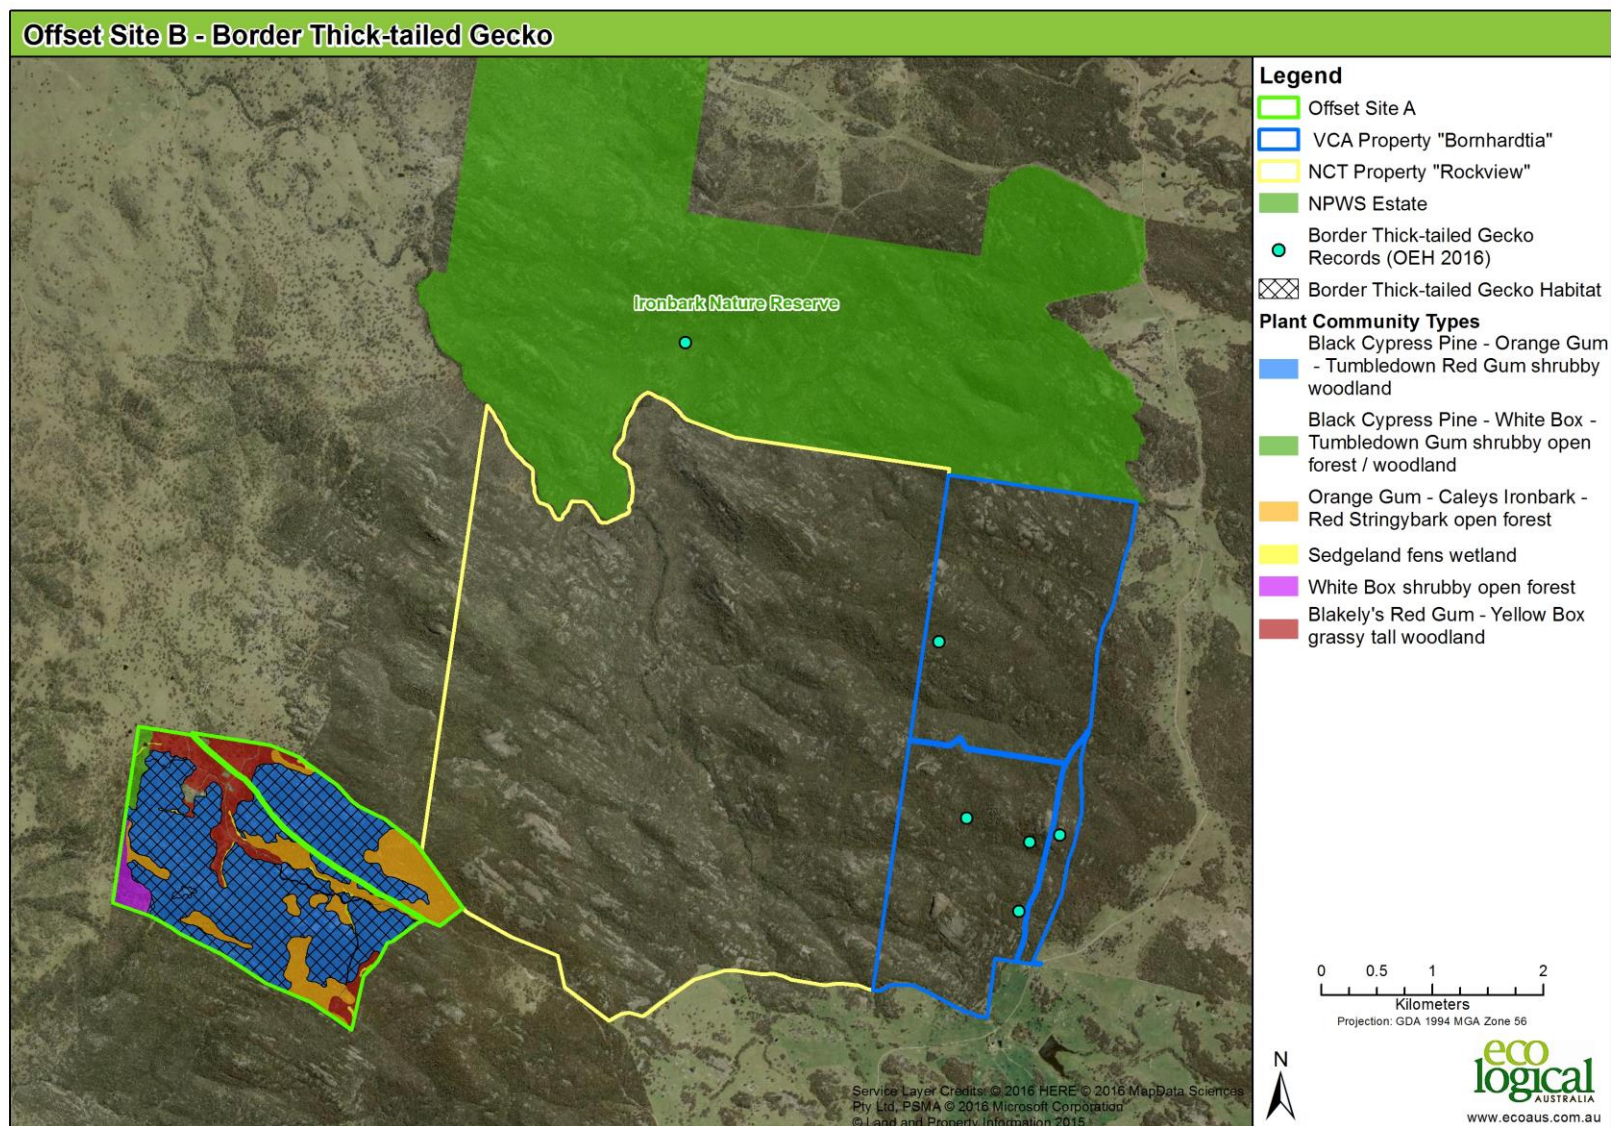 Offset Site B - Border Thick-tailed Gecko
Ironbark Nature Reserve
Legend
Offset Site A
VCA Property "Bornhardtia"
NCT Property "Rockview"
NPWS Estate
Border Thick-tailed Gecko
Records (OEH 2016)
Border Thick-tailed Gecko Habitat
Plant Community Types
Black Cypress Pine - Orange Gum
- Tumbledown Red Gum shrubby
woodland
Black Cypress Pine - White Box -
Tumbledown Gum shrubby open
forest / woodland
Orange Gum - Caleys Ironbark -
Red Stringybark open forest
Sedgeland fens wetland
White Box shrubby open forest
Blakely's Red Gum - Yellow Box
grassy tall woodland
0 0.5 1 2
Kilometers
Projection: GDA 1994 MGA Zone 56
N
eco
logical
AUSTRALIA
www.ecoaus.com.au
Service Layer Credits: © 2016 HERE © 2016 MapData Sciences
Pty Ltd, PSMA © 2016 Microsoft Corporation
© Land and Property Information 2015